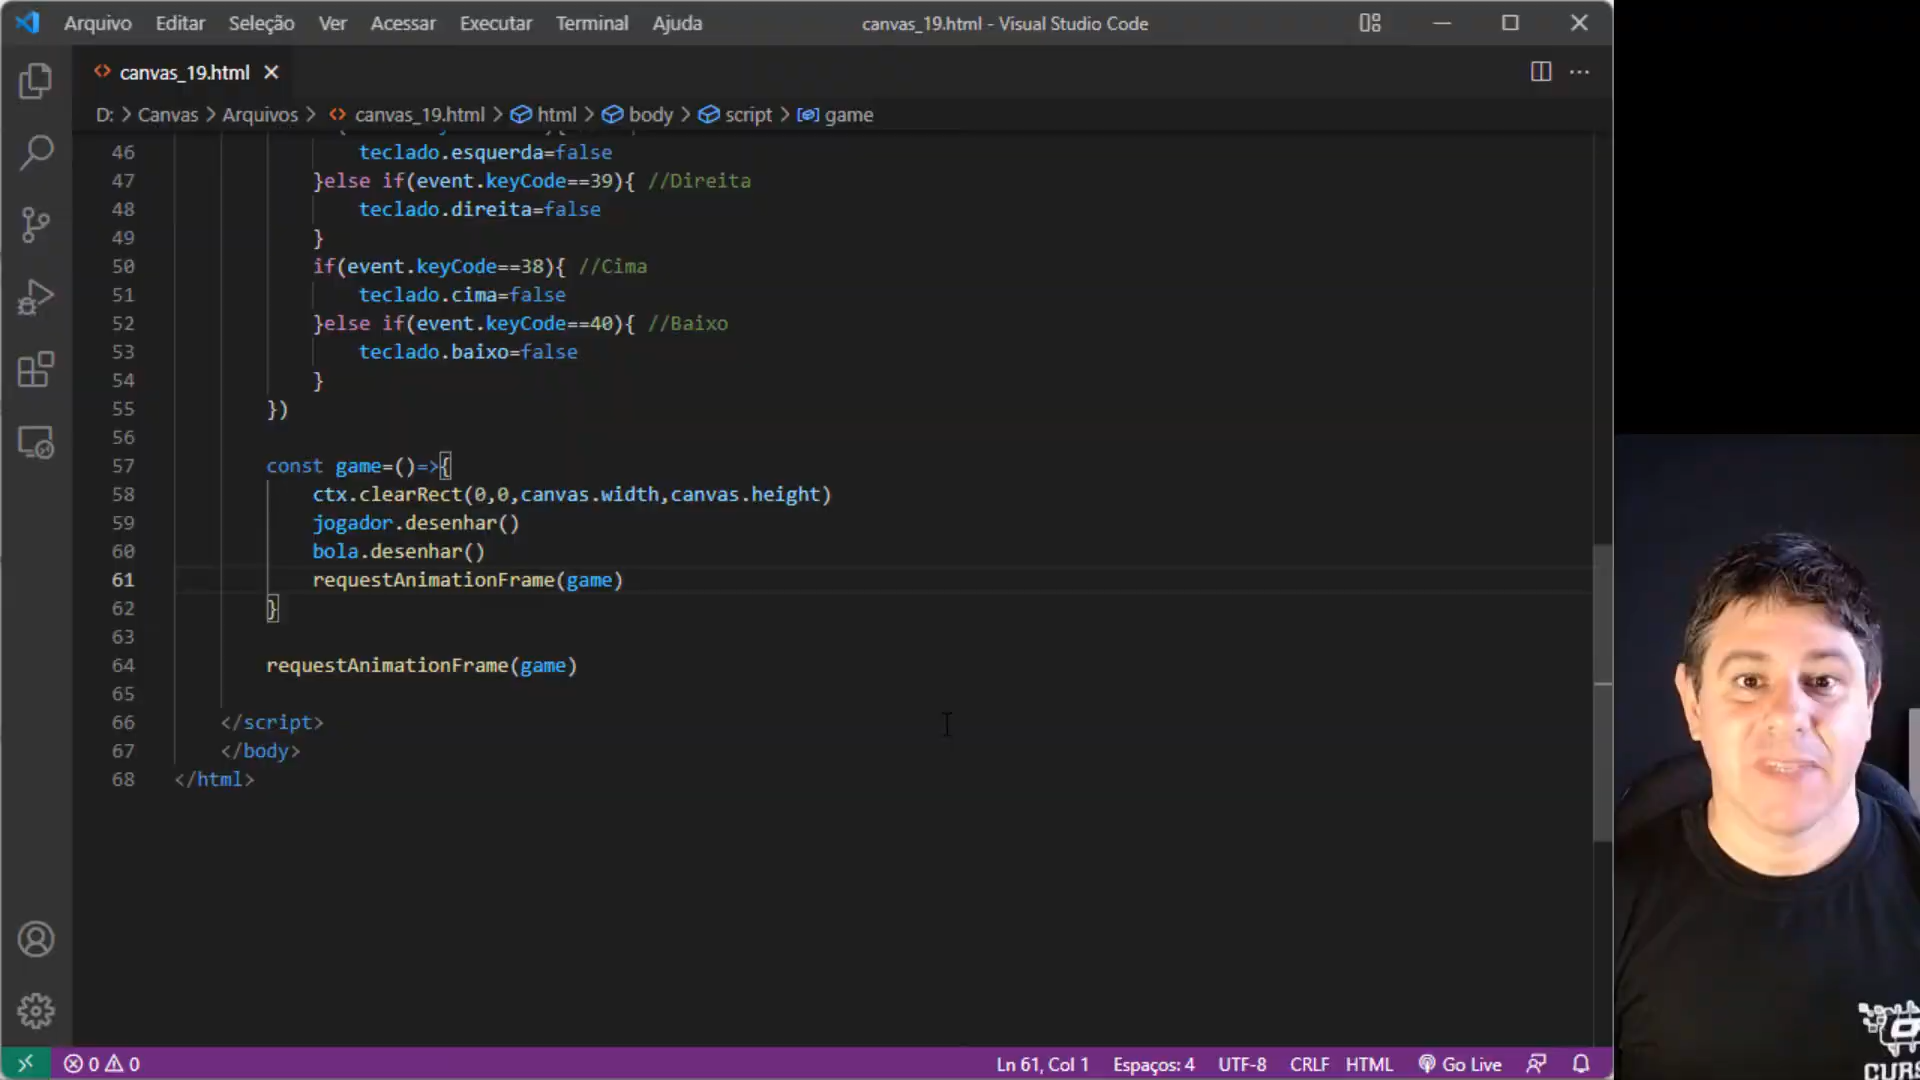 Arquivo Editar Seleção Ver Acessar Executar Terminal Ajuda canvas_19.html - Visual Studio Code
canvas_19.html
D: > Canvas > Arquivos > canvas_19.html > html > body > script > game
46 teclado.esquerda=false
47 }else if(event.keyCode==39){ //Direita
48 teclado.direita=false
49 }
50 if(event.keyCode==38){ //Cima
51 teclado.cima=false
52 }else if(event.keyCode==40){ //Baixo
53 teclado.baixo=false
54 }
55 })
56
57 const game=()=>{
58 ctx.clearRect(0,0,canvas.width,canvas.height)
59 jogador.desenhar()
60 bola.desenhar()
61 requestAnimationFrame(game)
62 }
63
64 requestAnimationFrame(game)
65
66 </script>
67 </body>
68 </html>
0 0 Ln 61, Col 1 Espaços: 4 UTF-8 CRLF HTML Go Live